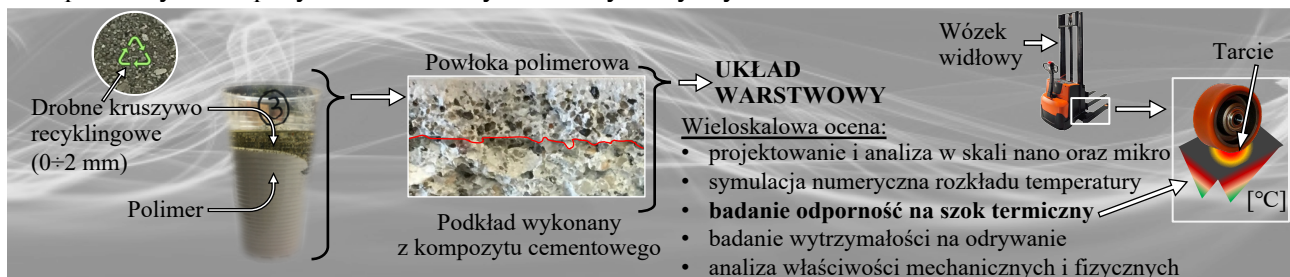 Drobne kruszywo
recyklingowe
(0÷2 mm)
3
Polimer
Powłoka polimerowa
Podkład wykonany
z kompozytu cementowego
UKŁAD
WARSTWOWY
Wieloskalowa ocena:
• projektowanie i analiza w skali nano oraz mikro
• symulacja numeryczna rozkładu temperatury
• badanie odporność na szok termiczny
• badanie wytrzymałości na odrywanie
• analiza właściwości mechanicznych i fizycznych
Wózek
widłowy
Tarcie
[°C]